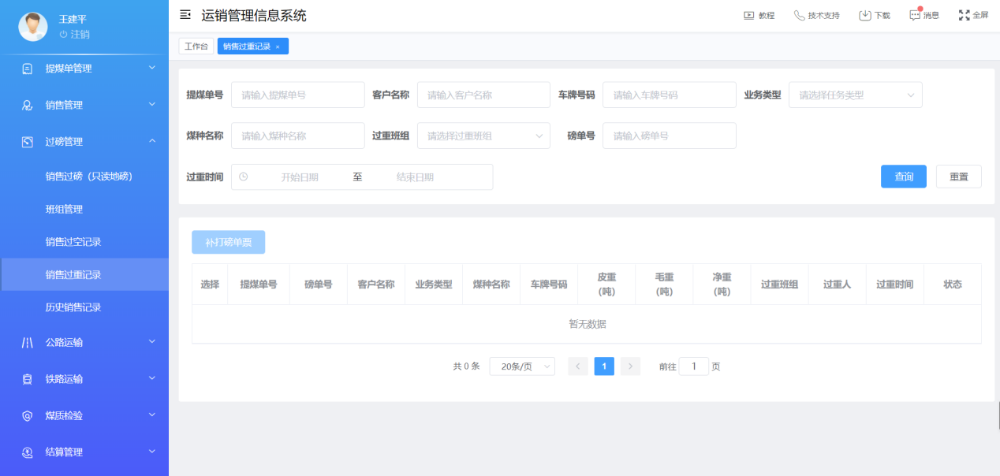 王建平
注销
提煤单管理
销售管理
过磅管理
销售过磅（只读地磅）
班组管理
销售过空记录
销售过重记录
历史销售记录
公路运输
铁路运输
煤质检验
结算管理
运销管理信息系统
教程 技术支持 下载 消息 全屏
工作台 销售过重记录 ×
提煤单号 请输入提煤单号 客户名称 请输入客户名称 车牌号码 请输入车牌号码 业务类型 请选择任务类型
煤种名称 请输入煤种名称 过重班组 请选择过重班组 磅单号 请输入磅单号
过重时间 开始日期 至 结束日期 查询 重置
补打磅单票
选择 提煤单号 磅单号 客户名称 业务类型 煤种名称 车牌号码 皮重(吨) 毛重(吨) 净重(吨) 过重班组 过重人 过重时间 状态
暂无数据
共 0 条 20条/页 < 1 > 前往 1 页